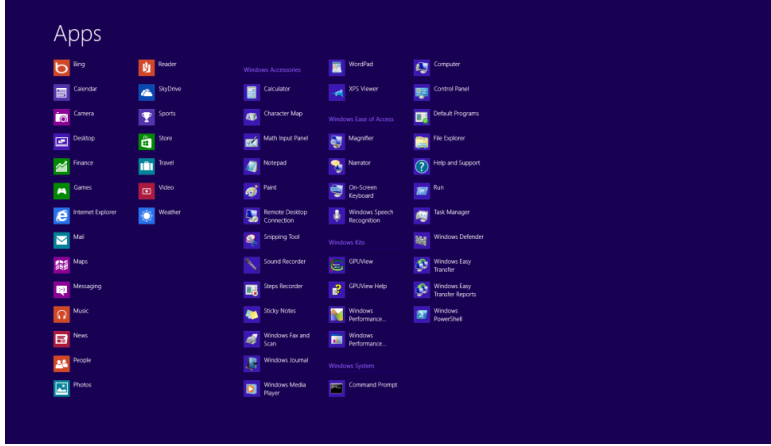 Apps
Bing
Calendar
Camera
Desktop
Finance
Games
Internet Explorer
Mail
Maps
Messaging
Music
News
People
Photos
Reader
SkyDrive
Sports
Store
Travel
Video
Weather
Windows Accessories
Calculator
Character Map
Math Input Panel
Notepad
Paint
Remote Desktop
Connection
Snipping Tool
Sound Recorder
Steps Recorder
Sticky Notes
Windows Fax and
Scan
Windows Journal
Windows Media
Player
WordPad
XPS Viewer
Windows Ease of Access
Magnifier
Narrator
On-Screen
Keyboard
Windows Speech
Recognition
Windows Kits
GPUView
GPUView Help
Windows
Performance...
Windows
Performance...
Windows System
Command Prompt
Computer
Control Panel
Default Programs
File Explorer
Help and Support
Run
Task Manager
Windows Defender
Windows Easy
Transfer
Windows Easy
Transfer Reports
Windows
PowerShell